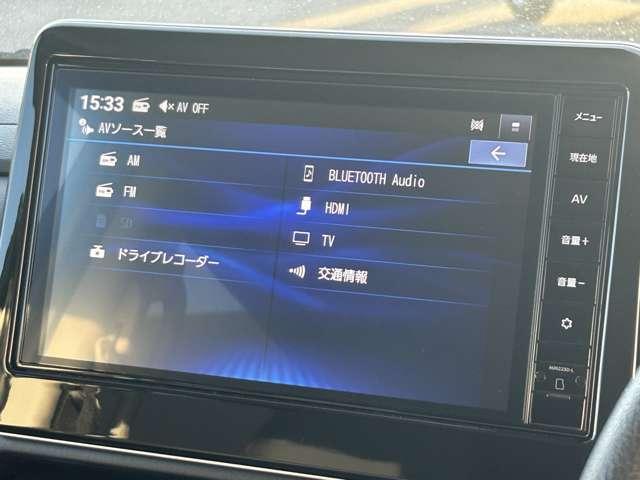 15:33 AV OFF
AVソース一覧
AM
FM
SD
ドライブレコーダー
BLUETOOTH Audio
HDMI
TV
交通情報
メニュー
現在地
AV
音量+
音量-